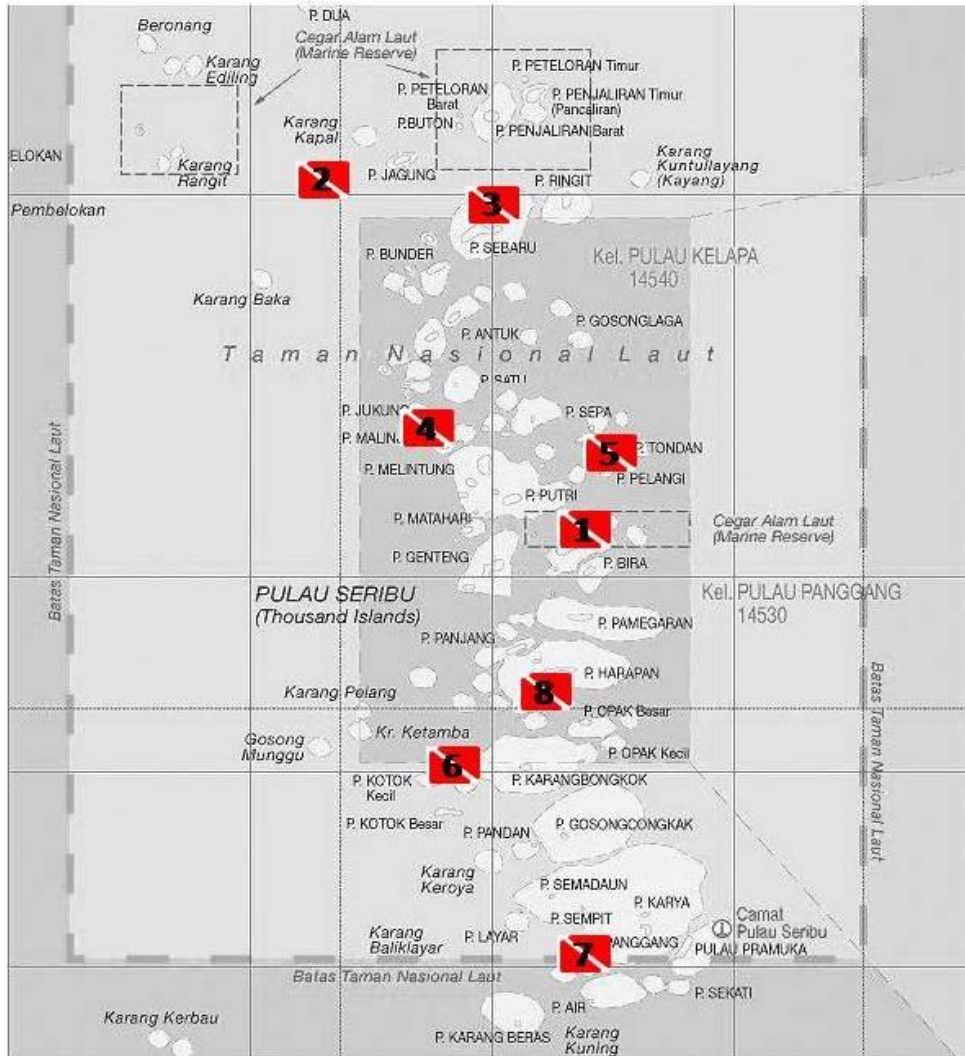 P. DUA
Beronang
Cegar Alam Laut
(Marine Reserve)
Karang
Ediling
P. PETELORAN Timur
P. PETELORAN
Barat
P. PENJALIRAN Timur
(Pancaliran)
P.BUTON
P. PENJALIRAN Barat
Karang
Kapal
ELOKAN
Karang
Rangit
2
P. JAGUNG
P. RINGIT
Karang
Kuntullayang
(Kayang)
3
Pembelokan
P. SEBARU
P. BUNDER
Kel. PULAU KELAPA
14540
Karang Baka
P. GOSONGLAGA
P. ANTUK
Taman Nasional Laut
P. SATU
P. JUKUNG
4
P. SEPA
P. MALIN
5
P. TONDAN
P. MELINTUNG
P. PELANGI
P. PUTRI
P. MATAHARI
1
Cegar Alam Laut
(Marine Reserve)
P. GENTENG
P. BIRA
Batas Taman Nasional Laut
PULAU SERIBU
(Thousand Islands)
Kel. PULAU PANGGANG
14530
P. PAMEGARAN
P. PANJANG
P. HARAPAN
Karang Pelang
8
P. OPAK Besar
Kr. Ketamba
Gosong
Munggu
P. OPAK Kecil
6
P. KOTOK
Kecil
P. KARANGBONGKOK
Batas Taman Nasional Laut
P. KOTOK Besar
P. PANDAN
P. GOSONGCONGKAK
Karang
Keroya
P. SEMADAUN
P. KARYA
P. SEMPIT
Camat
Pulau Seribu
Karang
Baliklayar
P. LAYAR
7
PANGGANG
PULAU PRAMUKA
Batas Taman Nasional Laut
P. SEKATI
P. AIR
Karang Kerbau
P. KARANG BERAS
Karang
Kuning